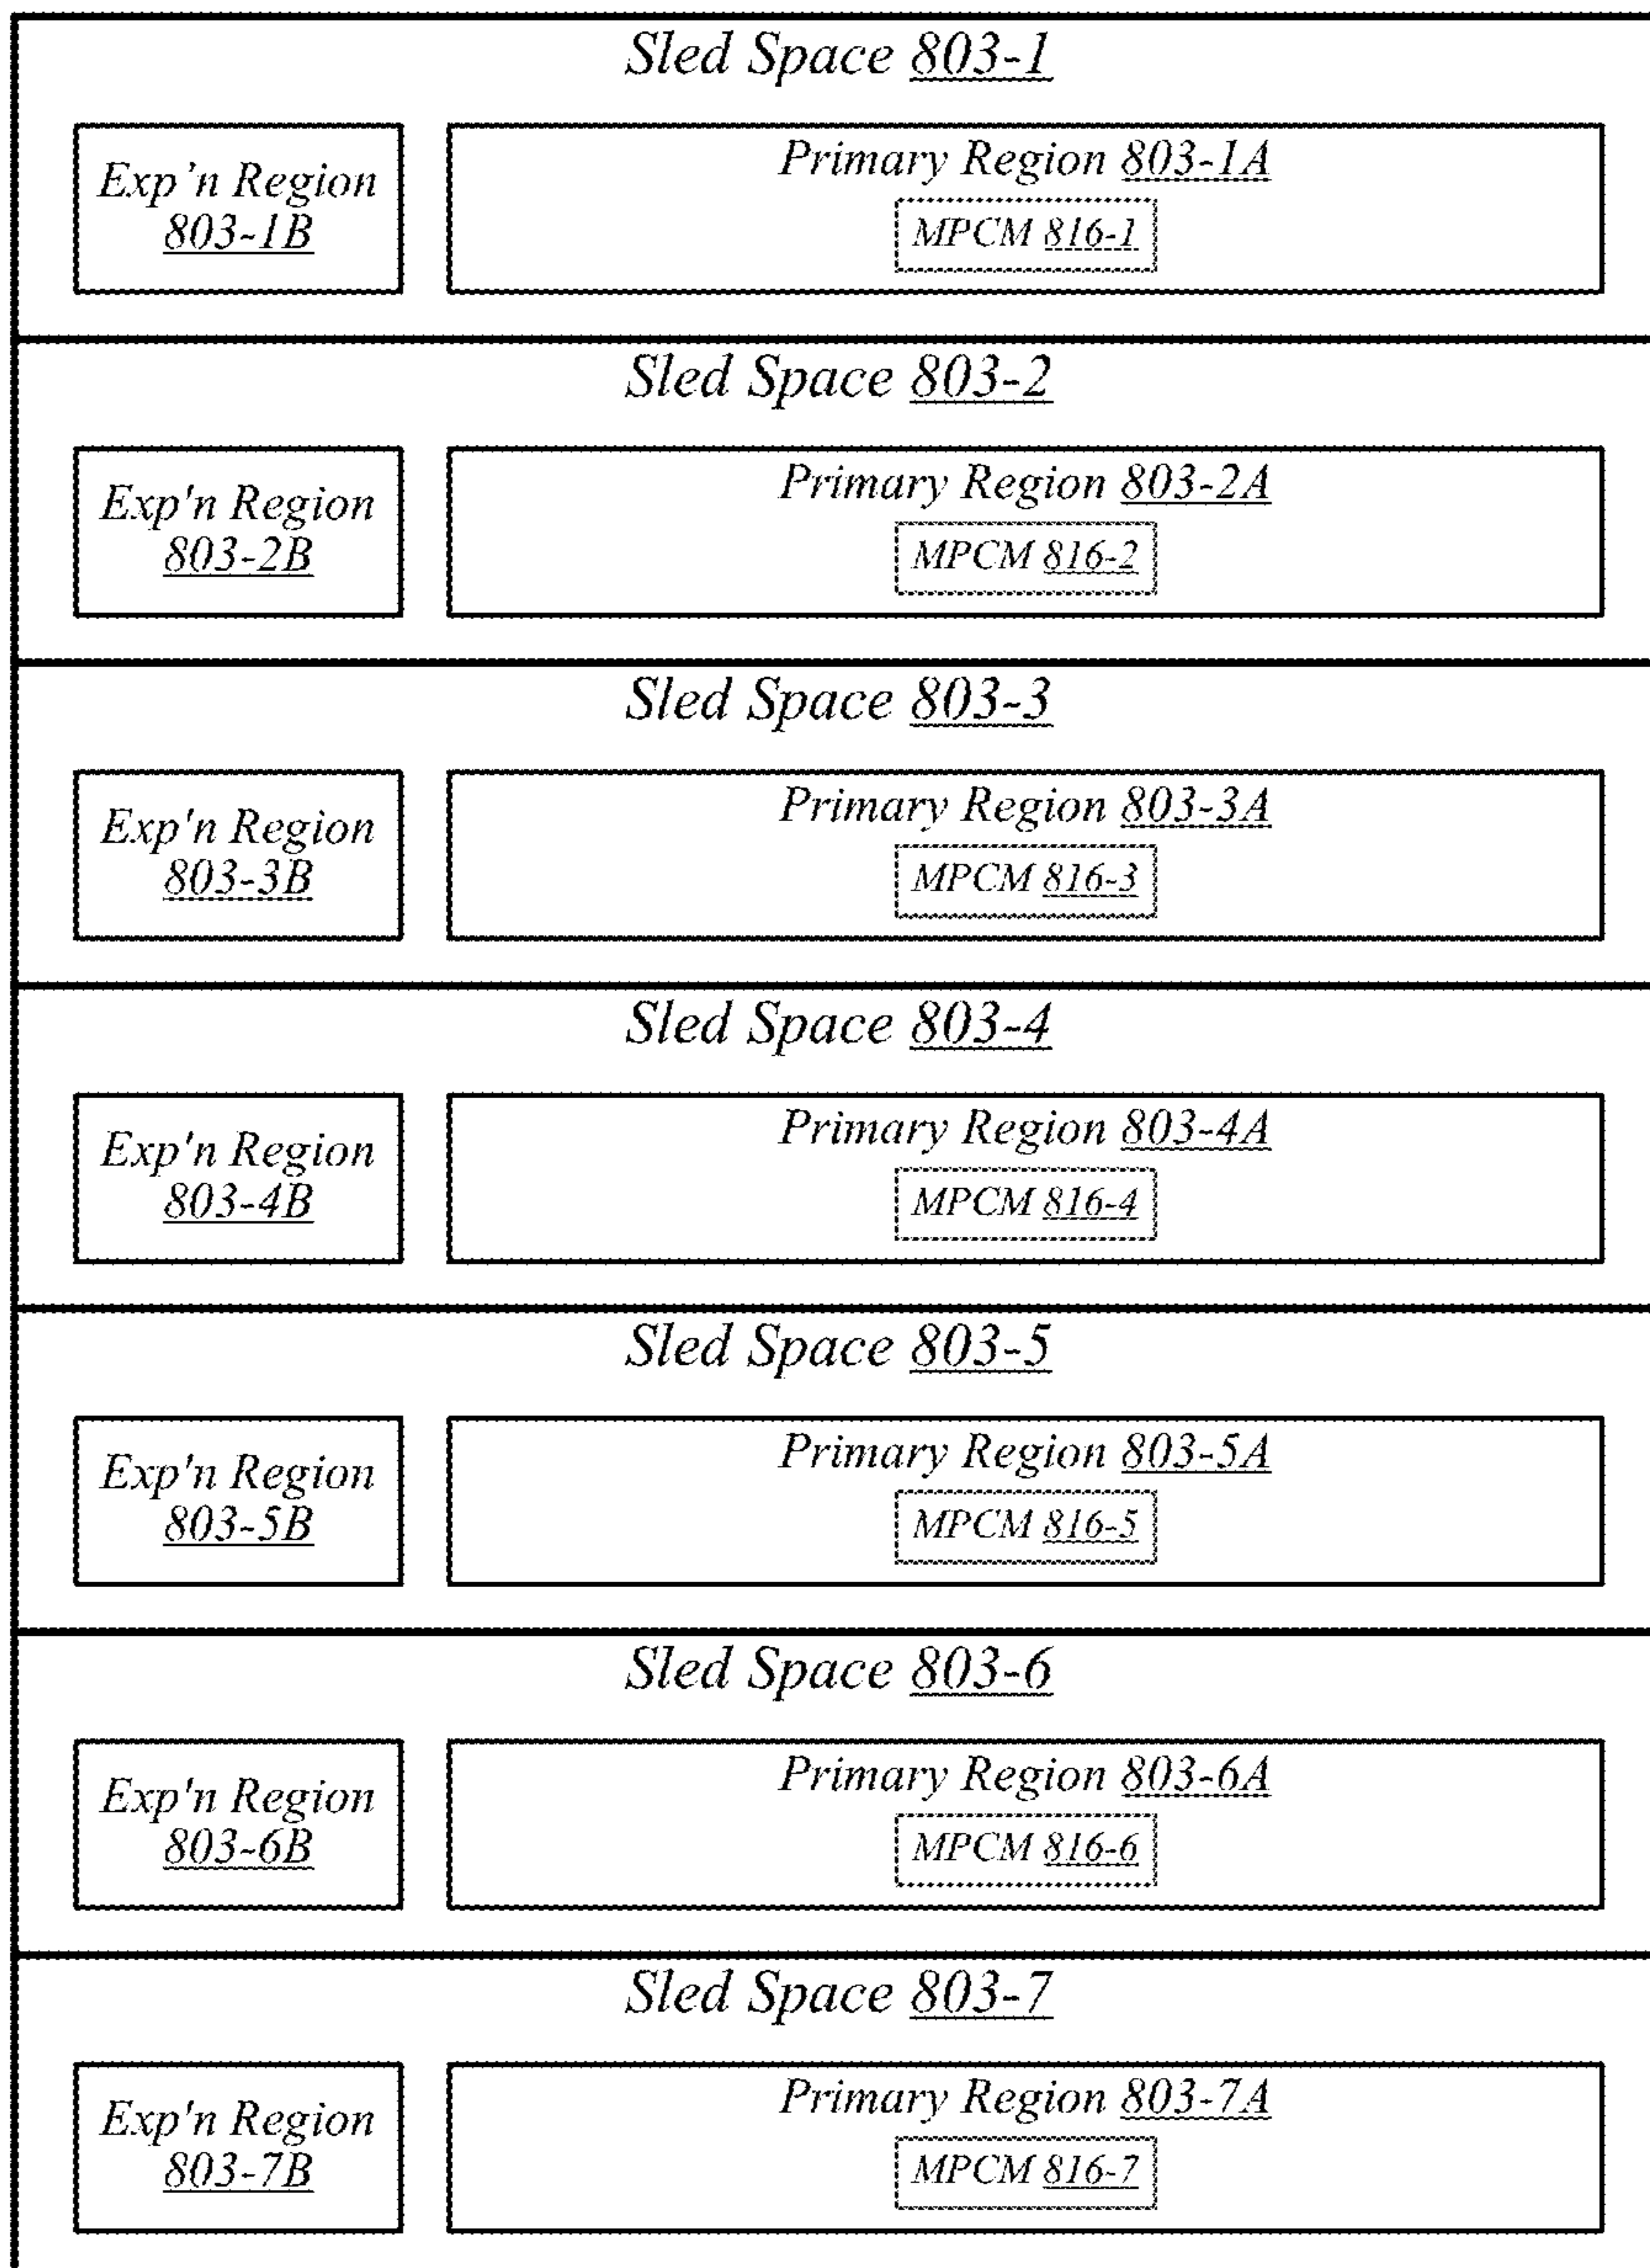 Sled Space 803-1
Exp’n Region
803-1B
Primary Region 803-1A
MPCM 816-1
Sled Space 803-2
Exp'n Region
803-2B
Primary Region 803-2A
MPCM 816-2
Sled Space 803-3
Exp'n Region
803-3B
Primary Region 803-3A
MPCM 816-3
Sled Space 803-4
Exp'n Region
803-4B
Primary Region 803-4A
MPCM 816-4
Sled Space 803-5
Exp'n Region
803-5B
Primary Region 803-5A
MPCM 816-5
Sled Space 803-6
Exp'n Region
803-6B
Primary Region 803-6A
MPCM 816-6
Sled Space 803-7
Exp'n Region
803-7B
Primary Region 803-7A
MPCM 816-7